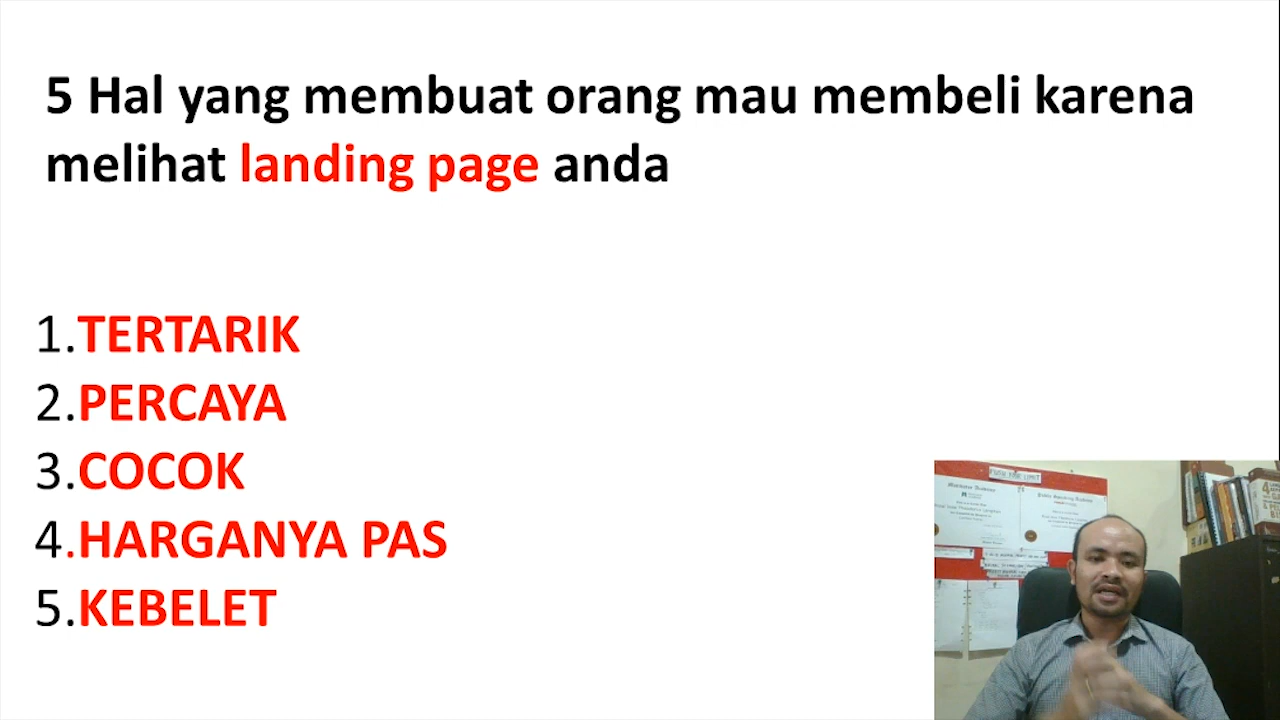 5 Hal yang membuat orang mau membeli karena
melihat landing page anda
1.TERTARIK
2.PERCAYA
3.COCOK
4.HARGANYA PAS
5.KEBELET